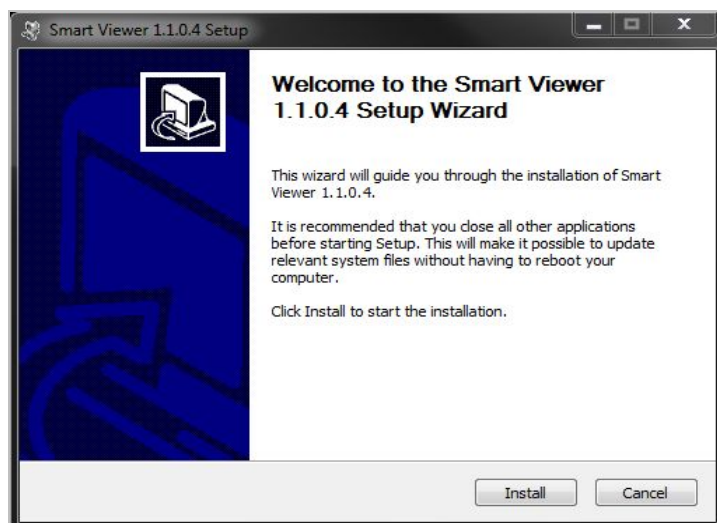 Smart Viewer 1.1.0.4 Setup
Welcome to the Smart Viewer
1.1.0.4 Setup Wizard
This wizard will guide you through the installation of Smart
Viewer 1.1.0.4.
It is recommended that you close all other applications
before starting Setup. This will make it possible to update
relevant system files without having to reboot your
computer.
Click Install to start the installation.
Install
Cancel